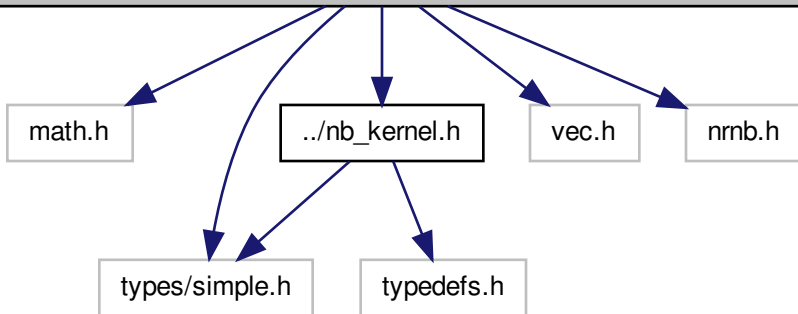 math.h
../nb_kernel.h
vec.h
nrnb.h
types/simple.h
typedefs.h